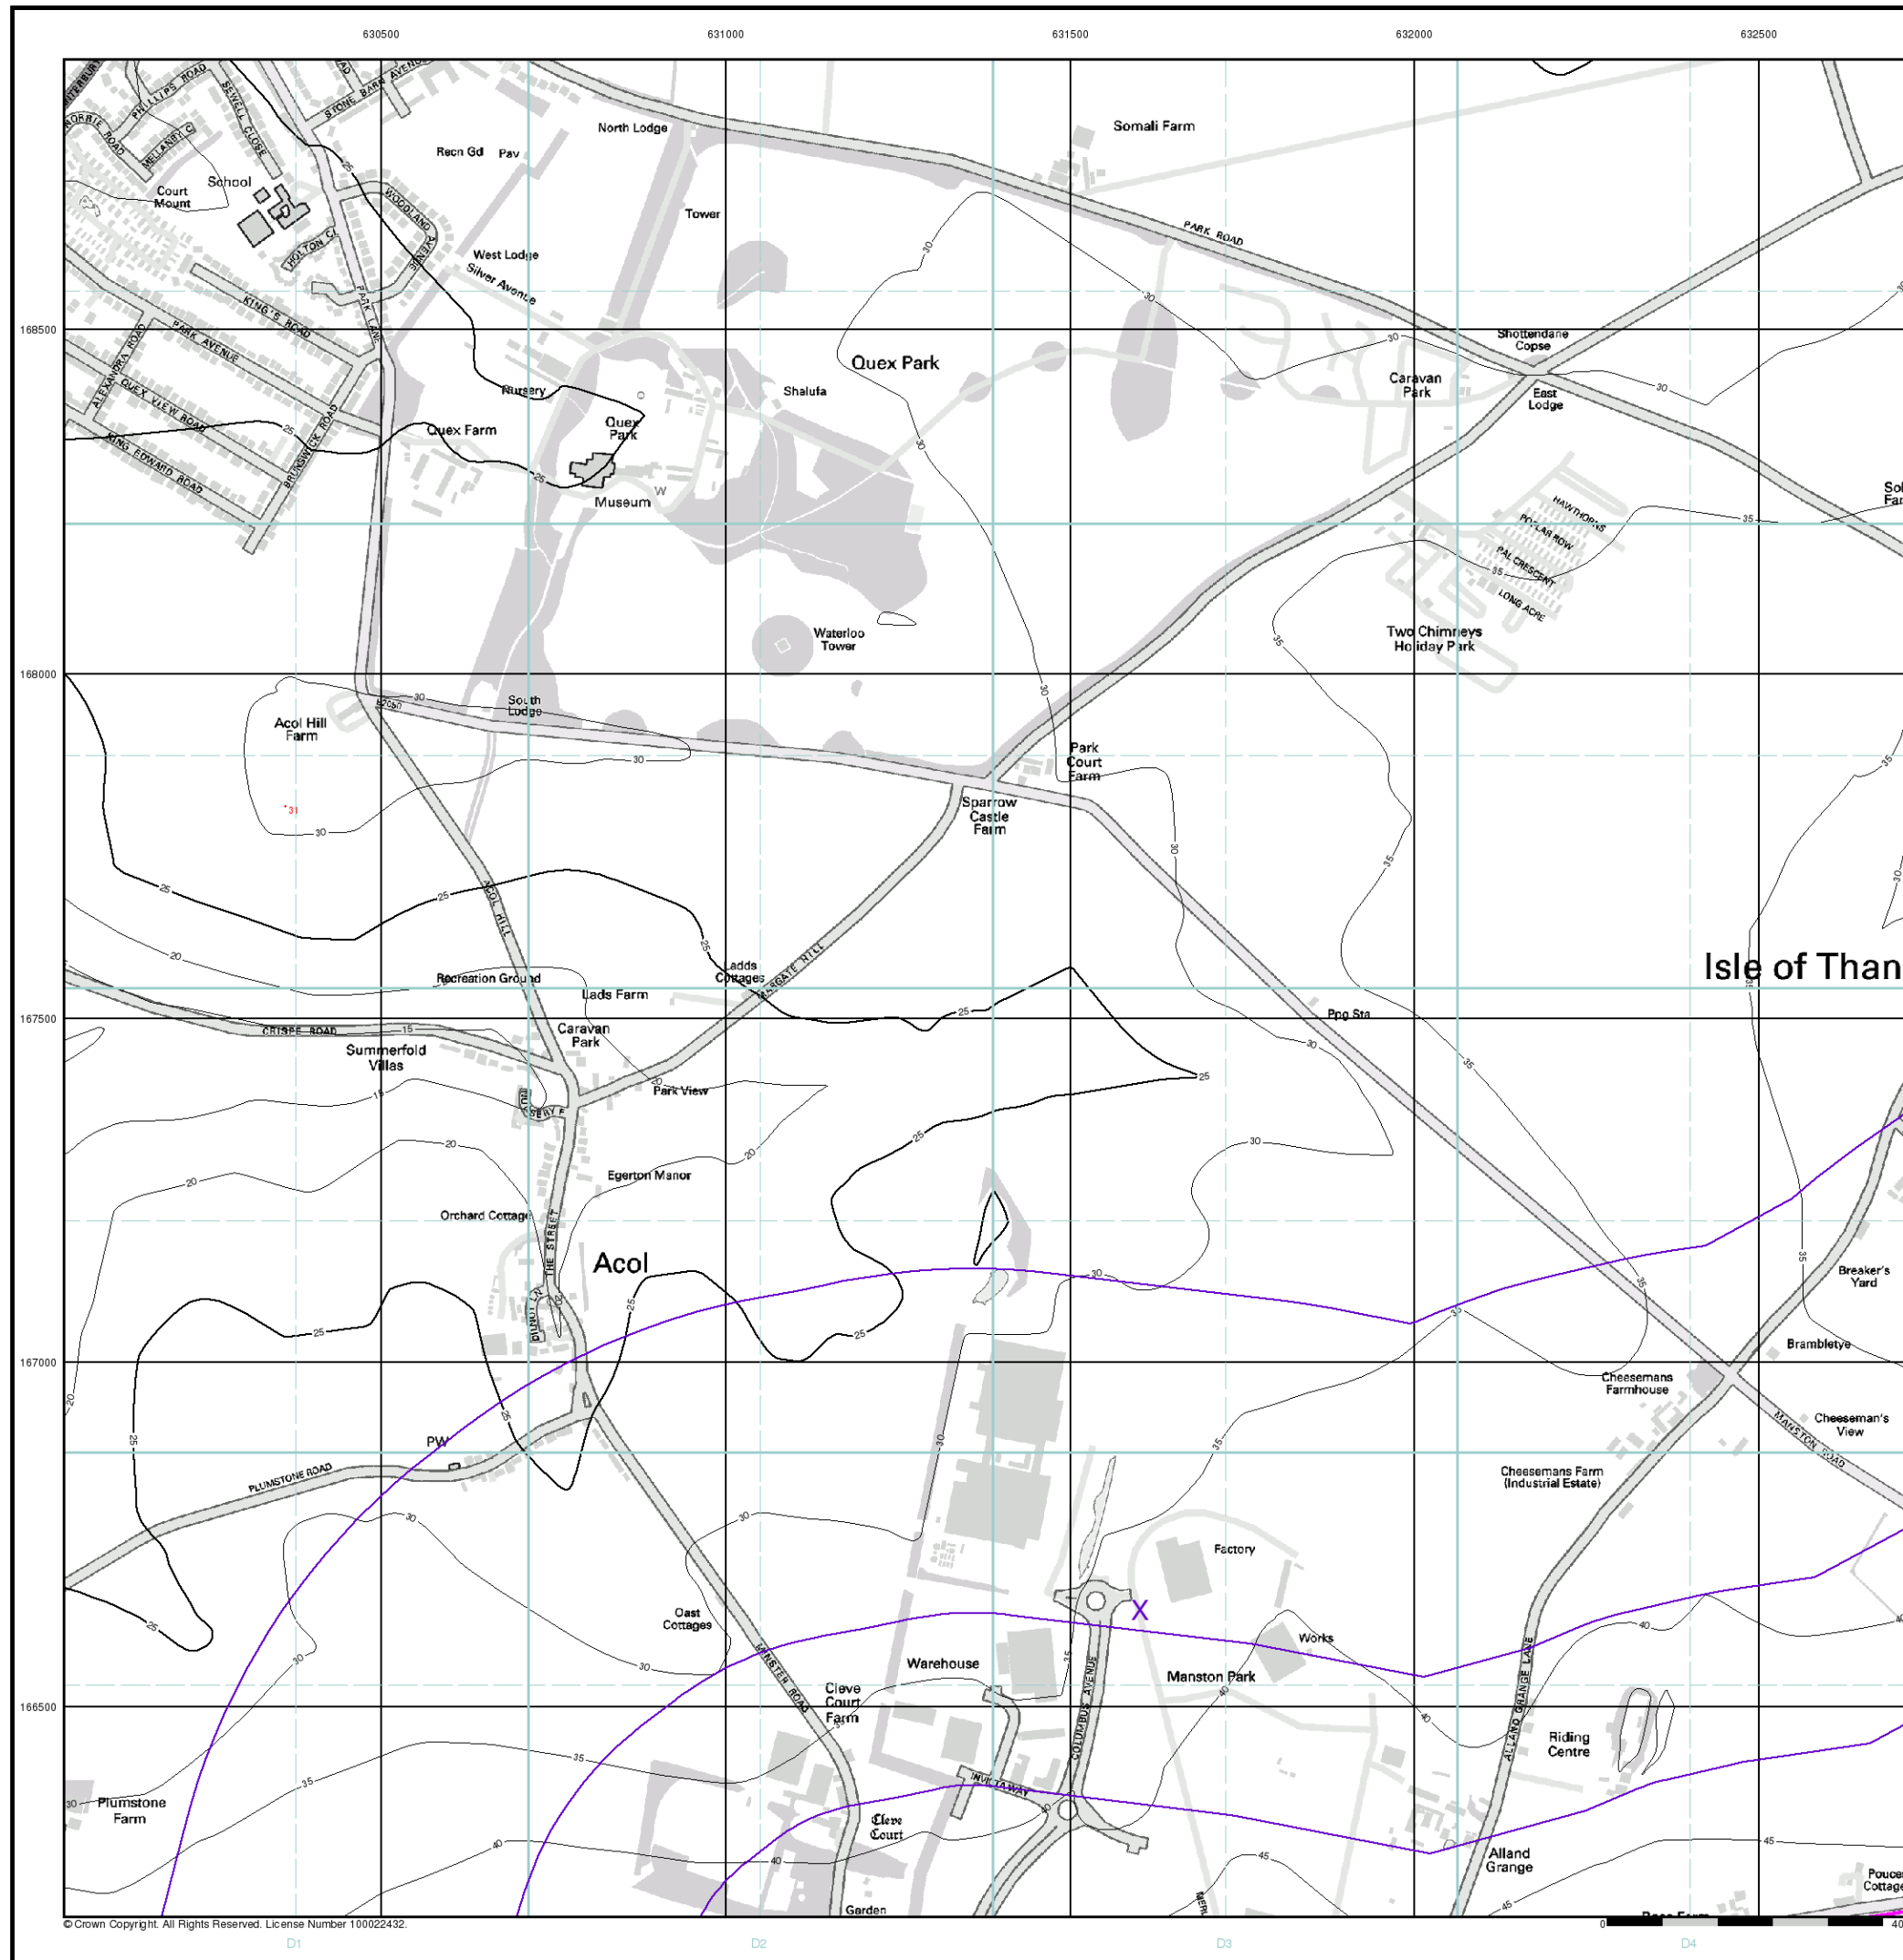 630500
631000
631500
632000
632500
PHILLIPS ROAD
SEWELL CLOSE
STONE BARN AVENUE
NORRIE ROAD
North Lodge
Somali Farm
Recn Gd
Pav
School
Court
Mount
WOODLAND AVENUE
Tower
PARK ROAD
West Lodge
Silver Avenue
PARK LANE
KING'S ROAD
168500
PARK AVENUE
ALEXANDRA ROAD
QUEX VIEW ROAD
KING EDWARD ROAD
BRUNSWICK ROAD
Shottendane
Copse
Quex Park
Caravan
Park
East
Lodge
Nursery
Shalufa
Quex Farm
Quex
Park
Museum
W
HAWTHORNS
POPLAR ROW
PAL CRESCENT
LONG ACRE
Waterloo
Tower
Two Chimneys
Holiday Park
168000
South
Lodge
Acol Hill
Farm
Park
Court
Farm
31
Sparrow
Castle
Farm
ACOL HILL
Isle of Than
Ladds
Cottages
MARGATE HILL
Recreation Ground
Lads Farm
167500
CRISPE ROAD
Caravan
Park
Ppg Sta
Summerfold
Villas
Park View
Egerton Manor
Orchard Cottage
THE STREET
Acol
Breaker's
Yard
Brambletye
167000
Cheesemans
Farmhouse
MANSTON ROAD
Cheeseman's
View
PW
PLUMSTONE ROAD
Cheesemans Farm
(Industrial Estate)
Factory
Oast
Cottages
X
Works
MINSTER ROAD
Warehouse
Manston Park
Cleve
Court
Farm
COLUMBUS AVENUE
ALLAND GRANGE LANE
166500
Riding
Centre
INVICTA WAY
Plumstone
Farm
Cleve
Court
Alland
Grange
Garden
© Crown Copyright. All Rights Reserved. License Number 100022432.
0
D1
D2
D3
D4